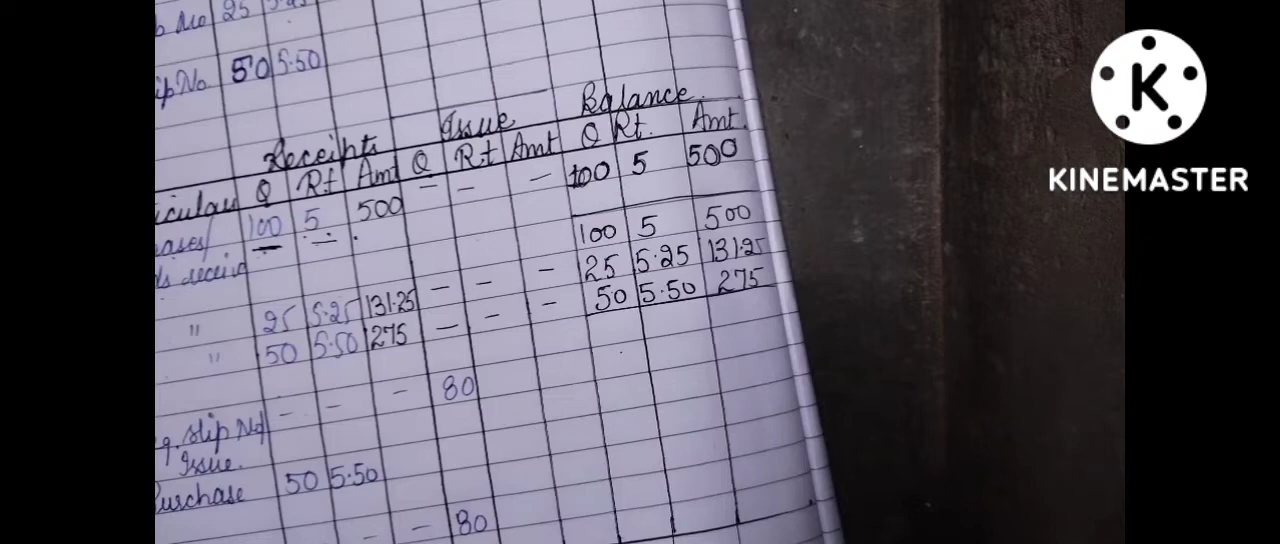 25
ip No. 50 5.50
Receipts Issue Balance
Q Rt Amt Q Rt Amt Q Rt. Amt.
100 5 500 - - - 100 5 500
100 5 500
" 25 5.25 131.25 - - - 25 5.25 131.25
" 50 5.50 275 - - - 50 5.50 275
- - - 80
Slip No
Issue.
Purchase 50 5.50
- - 80
K
KINEMASTER